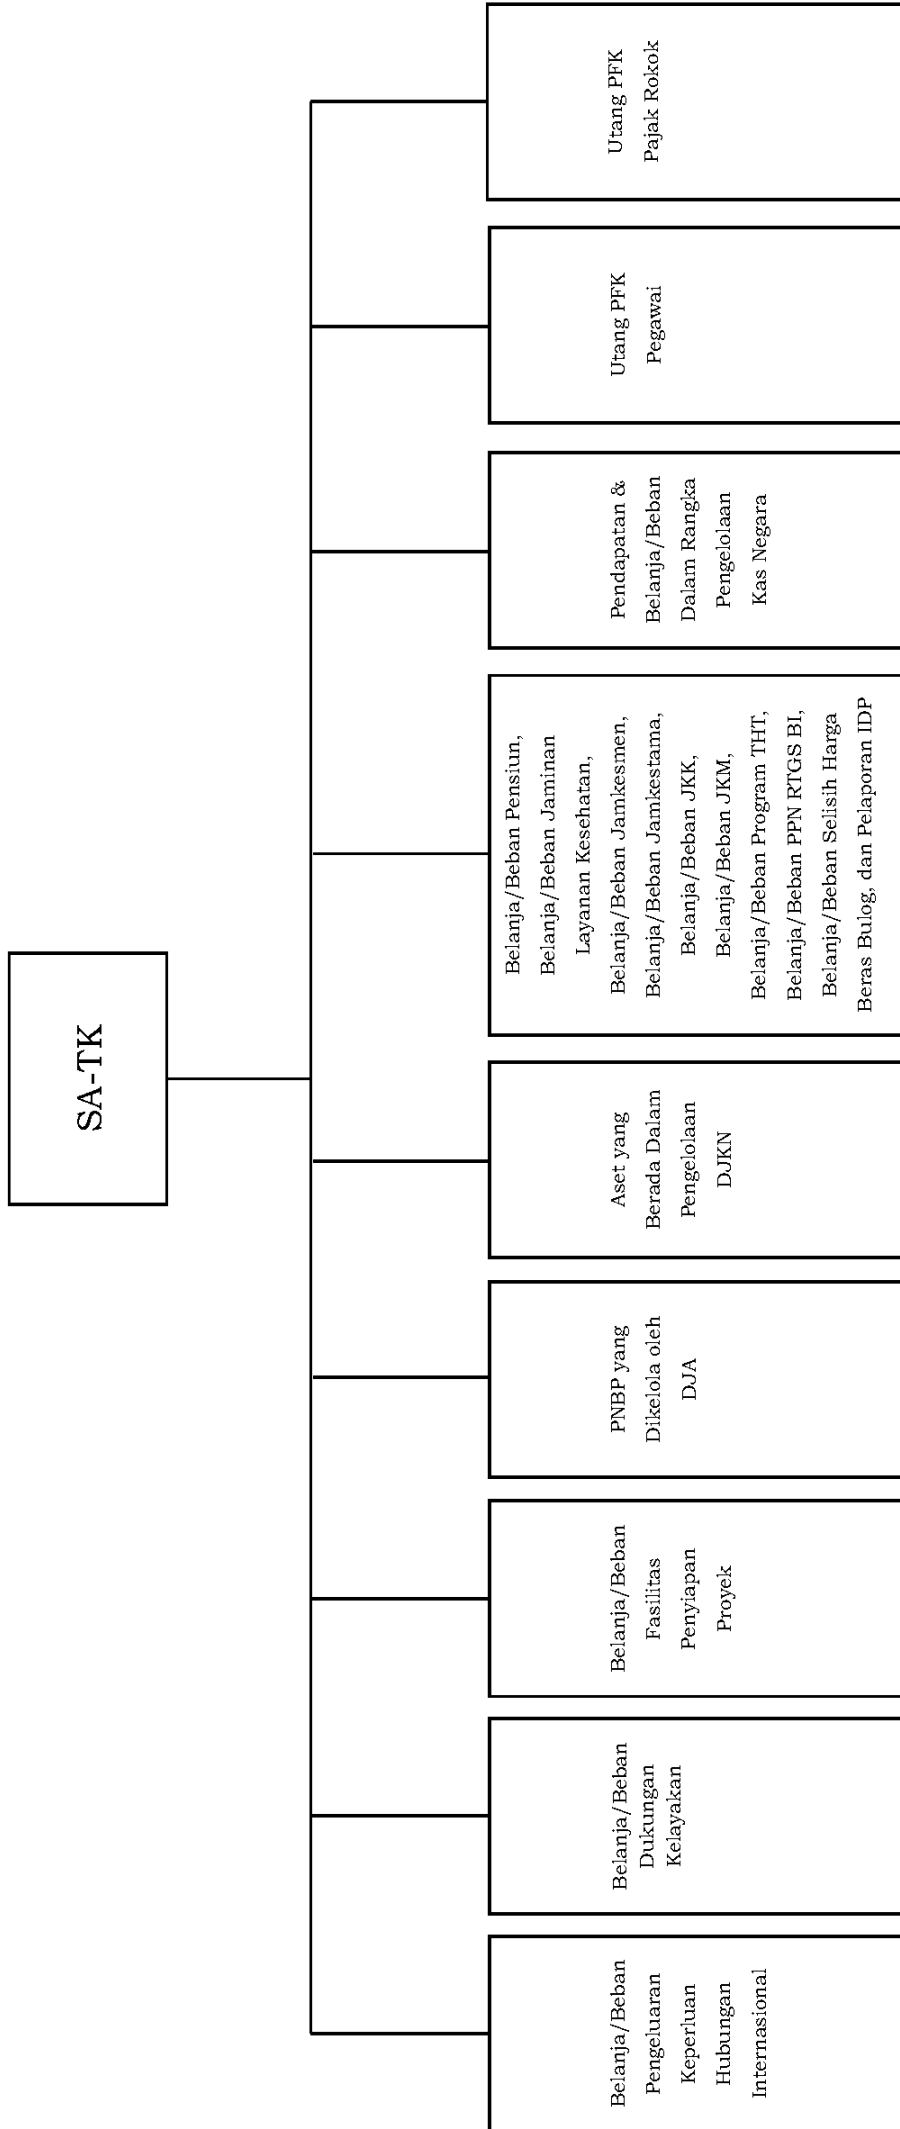 SA-TK
Belanja/Beban
Pengeluaran
Keperluan
Hubungan
Internasional
Belanja/Beban
Dukungan
Kelayakan
Belanja/Beban
Fasilitas
Penyiapan
Proyek
PNBP yang
Dikelola oleh
DJA
Aset yang
Berada Dalam
Pengelolaan
DJKN
Belanja/Beban Pensiun,
Belanja/Beban Jaminan
Layanan Kesehatan,
Belanja/Beban Jamkesmen,
Belanja/Beban Jamkestama,
Belanja/Beban JKK,
Belanja/Beban JKM,
Belanja/Beban Program THT,
Belanja/Beban PPN RTGS BI,
Belanja/Beban Selisih Harga
Beras Bulog, dan Pelaporan IDP
Pendapatan &
Belanja/Beban
Dalam Rangka
Pengelolaan
Kas Negara
Utang PFK
Pegawai
Utang PFK
Pajak Rokok